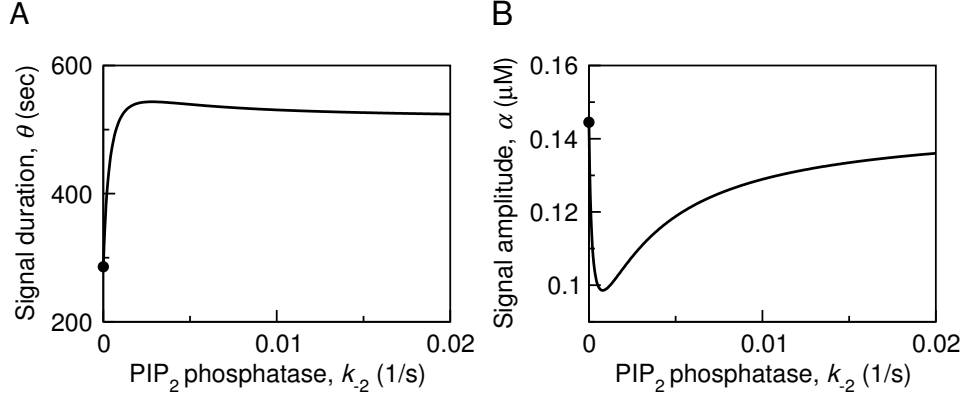 A
Signal duration, θ (sec)
600
400
200
0
0.01
0.02
PIP₂ phosphatase, k₋₂ (1/s)
B
Signal amplitude, α (μM)
0.16
0.14
0.12
0.1
0
0.01
0.02
PIP₂ phosphatase, k₋₂ (1/s)